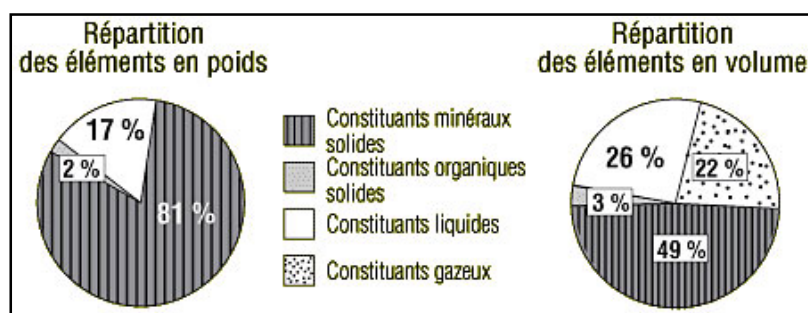 Répartition
des éléments en poids
17 %
2 %
81 %
Constituants minéraux
solides
Constituants organiques
solides
Constituants liquides
Constituants gazeux
Répartition
des éléments en volume
26 %
22 %
3 %
49 %